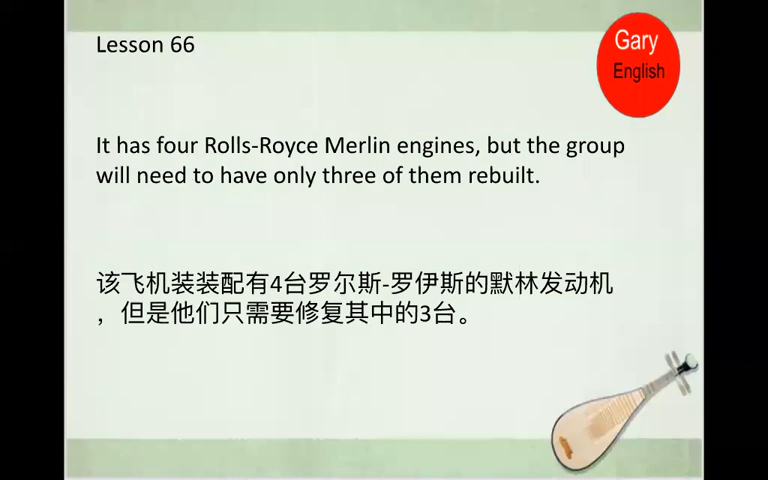 Lesson 66
Gary
English
It has four Rolls-Royce Merlin engines, but the group
will need to have only three of them rebuilt.
该飞机装装配有4台罗尔斯-罗伊斯的默林发动机
，但是他们只需要修复其中的3台。